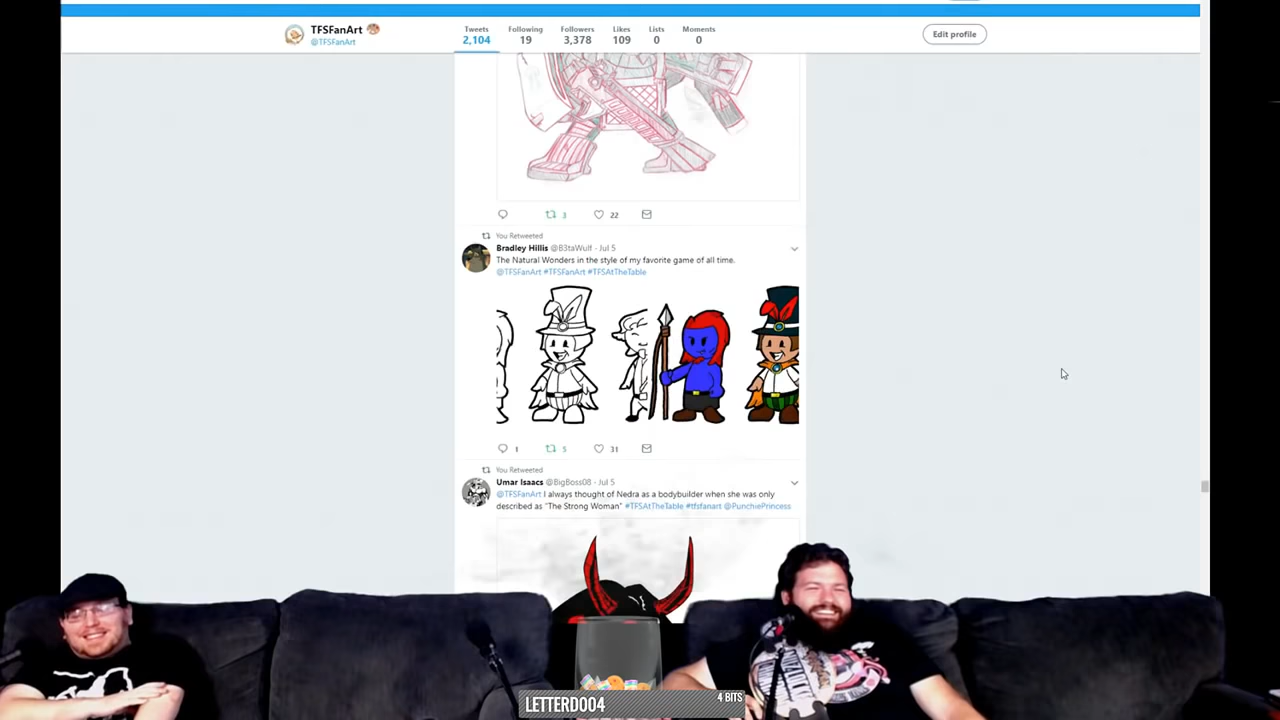 TFSFanArt
@TFSFanArt
Tweets
2,104
Following
19
Followers
3,378
Likes
109
Lists
0
Moments
0
Edit profile
3
22
You Retweeted
Bradley Hillis @B3taWulf · Jul 5
The Natural Wonders in the style of my favorite game of all time.
@TFSFanArt #TFSFanArt #TFSAtTheTable
1
5
31
You Retweeted
Umar Isaacs @BigBoss08 · Jul 5
@TFSFanArt I always thought of Nedra as a bodybuilder when she was only
described as "The Strong Woman" #TFSAtTheTable #tfsfanart @PunchiePrincess
LETTERD004
4 BITS